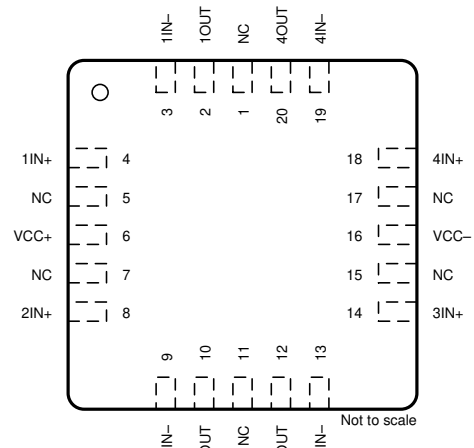 1IN–
1OUT
NC
4OUT
4IN–
3
2
1
20
19
1IN+ 4
18 4IN+
NC 5
17 NC
VCC+ 6
16 VCC–
NC 7
15 NC
2IN+ 8
14 3IN+
9
10
11
12
13
Not to scale
IN–
NC
IN–